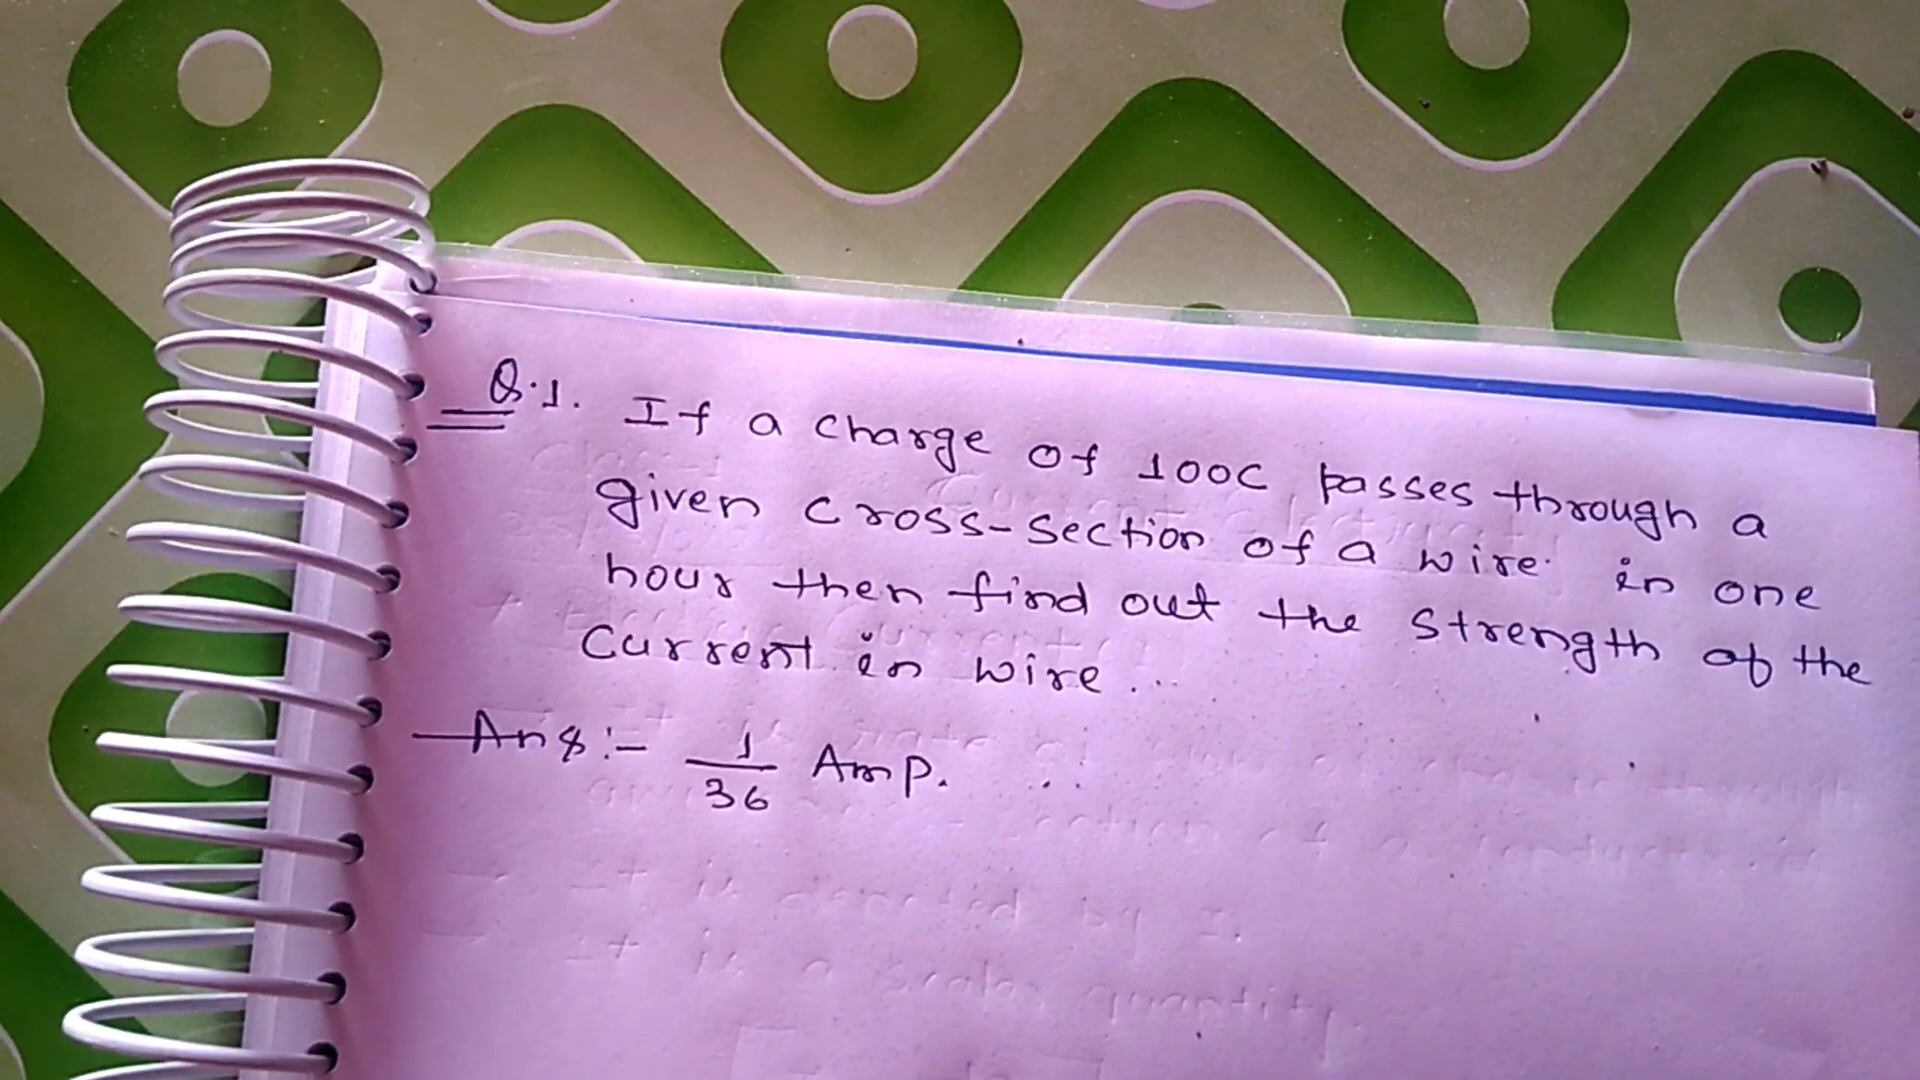 Q.1. If a charge of 100C passes through a
given cross-section of a wire in one
hour then find out the strength of the
current in wire...
Ans:- 1/36 Amp. ..